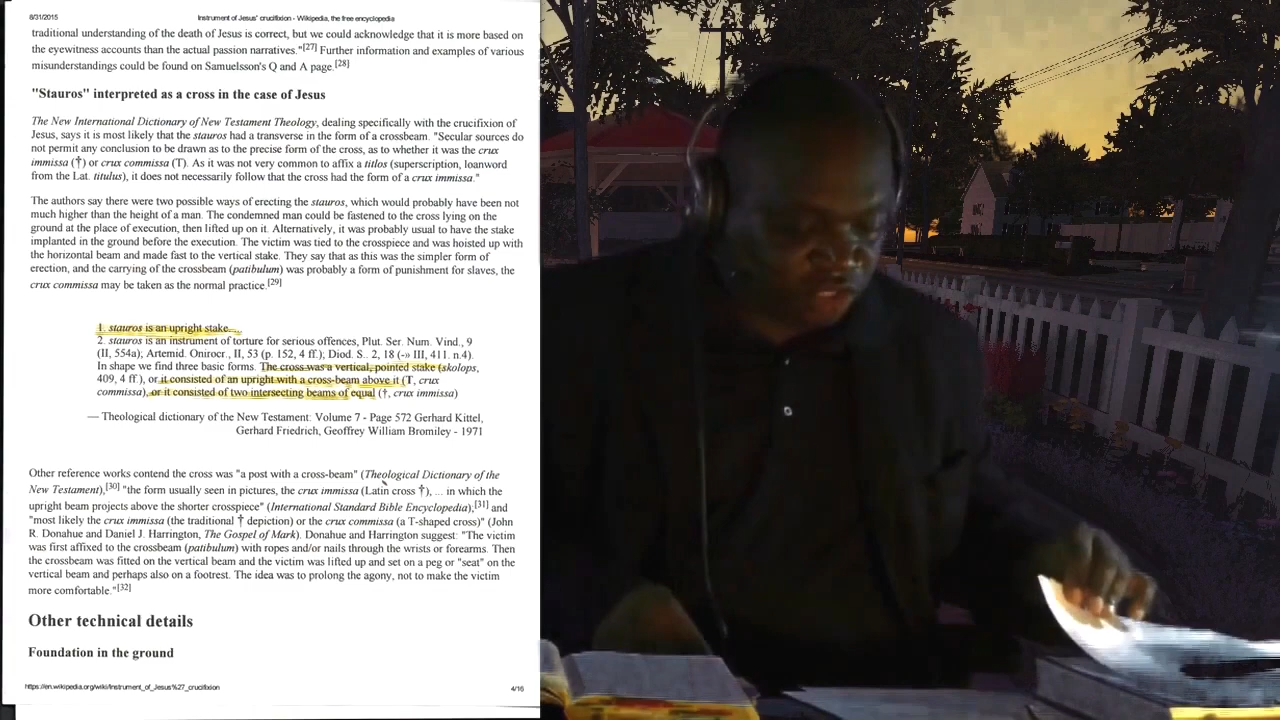 8/31/2015
Instrument of Jesus' crucifixion - Wikipedia, the free encyclopedia
traditional understanding of the death of Jesus is correct, but we could acknowledge that it is more based on
the eyewitness accounts than the actual passion narratives."[27] Further information and examples of various
misunderstandings could be found on Samuelsson's Q and A page.[28]
"Stauros" interpreted as a cross in the case of Jesus
The New International Dictionary of New Testament Theology, dealing specifically with the crucifixion of
Jesus, says it is most likely that the stauros had a transverse in the form of a crossbeam. "Secular sources do
not permit any conclusion to be drawn as to the precise form of the cross, as to whether it was the crux
immissa (†) or crux commissa (T). As it was not very common to affix a titlos (superscription, loanword
from the Lat. titulus), it does not necessarily follow that the cross had the form of a crux immissa."
The authors say there were two possible ways of erecting the stauros, which would probably have been not
much higher than the height of a man. The condemned man could be fastened to the cross lying on the
ground at the place of execution, then lifted up on it. Alternatively, it was probably usual to have the stake
implanted in the ground before the execution. The victim was tied to the crosspiece and was hoisted up with
the horizontal beam and made fast to the vertical stake. They say that as this was the simpler form of
erection, and the carrying of the crossbeam (patibulum) was probably a form of punishment for slaves, the
crux commissa may be taken as the normal practice.[29]
1. stauros is an upright stake....
2. stauros is an instrument of torture for serious offences, Plut. Ser. Num. Vind., 9
(II, 554a); Artemid. Onirocr., II, 53 (p. 152, 4 ff.); Diod. S.. 2, 18 (-» III, 411. n.4).
In shape we find three basic forms. The cross was a vertical, pointed stake (skolops,
409, 4 ff.), or it consisted of an upright with a cross-beam above it (T, crux
commissa), or it consisted of two intersecting beams of equal (†, crux immissa)
— Theological dictionary of the New Testament: Volume 7 - Page 572 Gerhard Kittel,
Gerhard Friedrich, Geoffrey William Bromiley - 1971
Other reference works contend the cross was "a post with a cross-beam" (Theological Dictionary of the
New Testament),[30] "the form usually seen in pictures, the crux immissa (Latin cross †), ... in which the
upright beam projects above the shorter crosspiece" (International Standard Bible Encyclopedia),[31] and
"most likely the crux immissa (the traditional † depiction) or the crux commissa (a T-shaped cross)" (John
R. Donahue and Daniel J. Harrington, The Gospel of Mark). Donahue and Harrington suggest: "The victim
was first affixed to the crossbeam (patibulum) with ropes and/or nails through the wrists or forearms. Then
the crossbeam was fitted on the vertical beam and the victim was lifted up and set on a peg or "seat" on the
vertical beam and perhaps also on a footrest. The idea was to prolong the agony, not to make the victim
more comfortable."[32]
Other technical details
Foundation in the ground
https://en.wikipedia.org/wiki/Instrument_of_Jesus%27_crucifixion
4/16